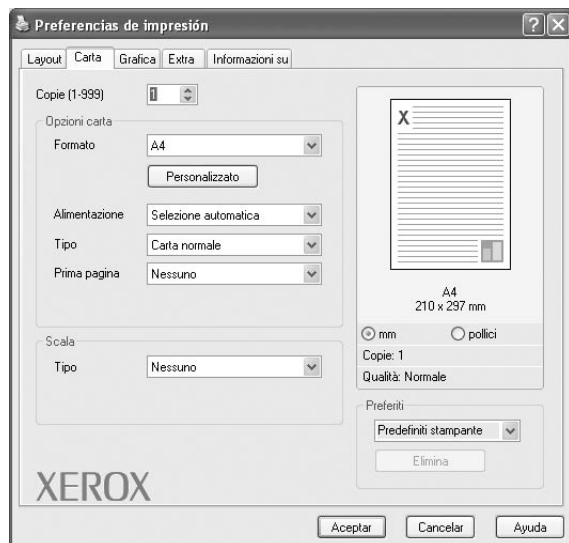 Preferencias de impresión
Layout Carta Grafica Extra Informazioni su
Copie (1-999) 1
Opzioni carta
Formato A4
Personalizzato
Alimentazione Selezione automatica
Tipo Carta normale
Prima pagina Nessuno
Scala
Tipo Nessuno
XEROX
X
A4
210 x 297 mm
mm pollici
Copie: 1
Qualità: Normale
Preferiti
Predefiniti stampante
Elimina
Aceptar Cancelar Ayuda